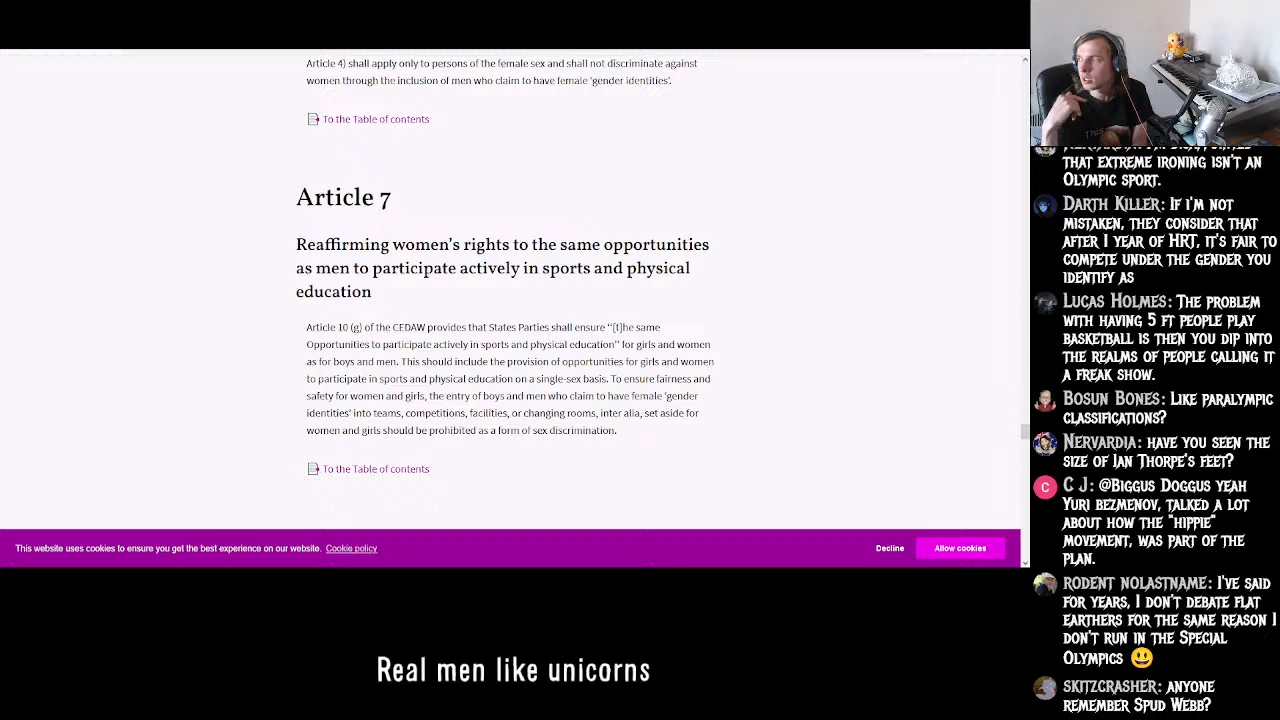 Article 4) shall apply only to persons of the female sex and shall not discriminate against
women through the inclusion of men who claim to have female ‘gender identities’.
To the Table of contents
Article 7
Reaffirming women’s rights to the same opportunities
as men to participate actively in sports and physical
education
Article 10 (g) of the CEDAW provides that States Parties shall ensure “[t]he same
Opportunities to participate actively in sports and physical education” for girls and women
as for boys and men. This should include the provision of opportunities for girls and women
to participate in sports and physical education on a single-sex basis. To ensure fairness and
safety for women and girls, the entry of boys and men who claim to have female ‘gender
identities’ into teams, competitions, facilities, or changing rooms, inter alia, set aside for
women and girls should be prohibited as a form of sex discrimination.
To the Table of contents
This website uses cookies to ensure you get the best experience on our website. Cookie policy
Decline
Allow cookies
Real men like unicorns
This
that extreme ironing isn't an
Olympic sport.
Darth Killer: If I'm not
mistaken, they consider that
after 1 year of HRT, it's fair to
compete under the gender you
identify as
Lucas Holmes: The problem
with having 5 ft people play
basketball is then you dip into
the realms of people calling it
a freak show.
Bosun Bones: Like paralympic
classifications?
Nervardia: have you seen the
size of Ian Thorpe's feet?
C
C J: @Biggus Doggus yeah
Yuri bezmenov, talked a lot
about how the "hippie"
movement, was part of the
plan.
rodent nolastname: I've said
for years, I don't debate flat
earthers for the same reason I
don't run in the Special
Olympics 😃
skitzcrasher: anyone
remember Spud Webb?